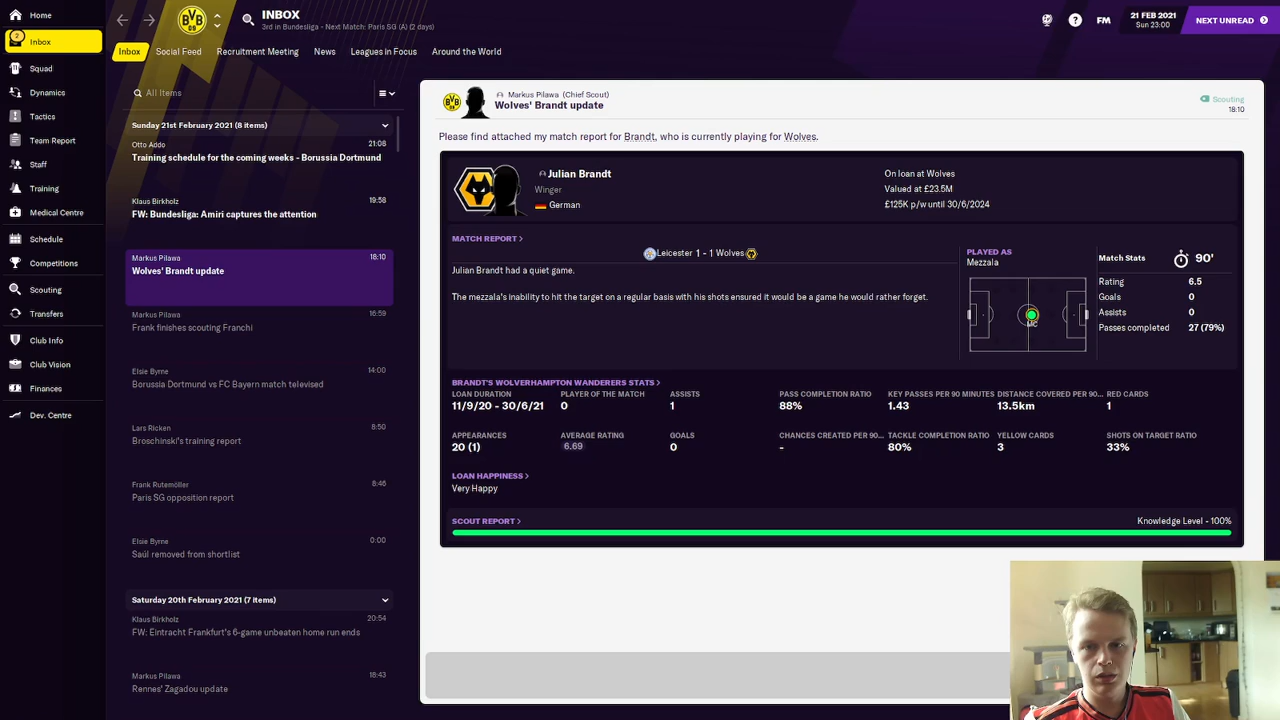 Home
2
Inbox
Squad
Dynamics
Tactics
Team Report
Staff
Training
Medical Centre
Schedule
Competitions
Scouting
Transfers
Club Info
Club Vision
Finances
Dev. Centre
BVB 09
INBOX
3rd in Bundesliga - Next Match: Paris SG (A) (2 days)
FM
21 FEB 2021
Sun 23:00
NEXT UNREAD
Inbox
Social Feed
Recruitment Meeting
News
Leagues in Focus
Around the World
All Items
Sunday 21st February 2021 (8 items)
Otto Addo 21:08
Training schedule for the coming weeks - Borussia Dortmund
Klaus Birkholz 19:58
FW: Bundesliga: Amiri captures the attention
Markus Pilawa 18:10
Wolves' Brandt update
Markus Pilawa 16:59
Frank finishes scouting Franchi
Elsie Byrne 14:00
Borussia Dortmund vs FC Bayern match televised
Lars Ricken 8:50
Broschinski's training report
Frank Rutemöller 8:46
Paris SG opposition report
Elsie Byrne 0:00
Saúl removed from shortlist
Saturday 20th February 2021 (7 items)
Klaus Birkholz 20:54
FW: Eintracht Frankfurt's 6-game unbeaten home run ends
Markus Pilawa 18:43
Rennes' Zagadou update
Markus Pilawa (Chief Scout)
Wolves' Brandt update
Scouting
18:10
Please find attached my match report for Brandt, who is currently playing for Wolves.
Julian Brandt
Winger
German
On loan at Wolves
Valued at £23.5M
£125K p/w until 30/6/2024
MATCH REPORT >
Leicester 1 - 1 Wolves
Julian Brandt had a quiet game.
The mezzala's inability to hit the target on a regular basis with his shots ensured it would be a game he would rather forget.
PLAYED AS
Mezzala
MC
Match Stats 90'
Rating 6.5
Goals 0
Assists 0
Passes completed 27 (79%)
BRANDT'S WOLVERHAMPTON WANDERERS STATS >
LOAN DURATION PLAYER OF THE MATCH ASSISTS PASS COMPLETION RATIO KEY PASSES PER 90 MINUTES DISTANCE COVERED PER 90... RED CARDS
11/9/20 - 30/6/21 0 1 88% 1.43 13.5km 1
APPEARANCES AVERAGE RATING GOALS CHANCES CREATED PER 90... TACKLE COMPLETION RATIO YELLOW CARDS SHOTS ON TARGET RATIO
20 (1) 6.69 0 - 80% 3 33%
LOAN HAPPINESS >
Very Happy
SCOUT REPORT >
Knowledge Level - 100%